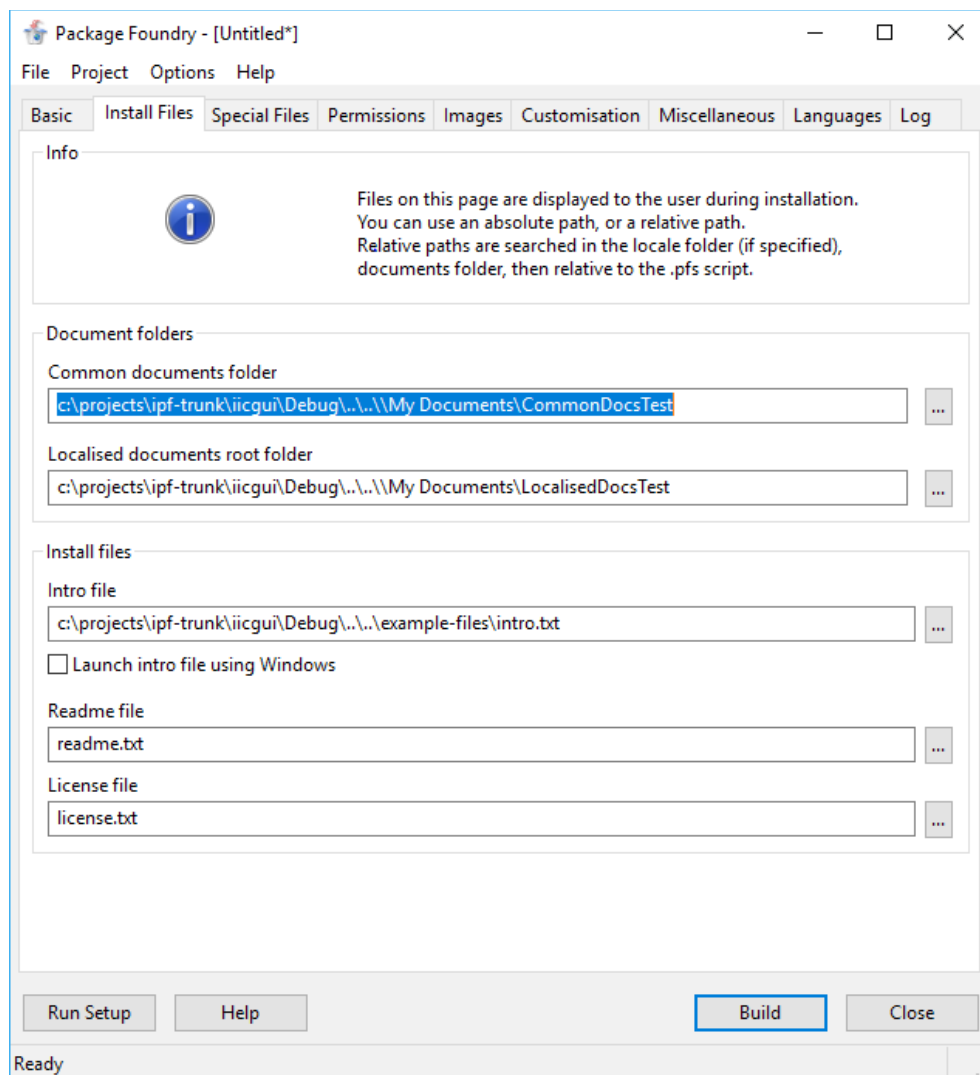 Package Foundry - [Untitled*]
File Project Options Help
Basic Install Files Special Files Permissions Images Customisation Miscellaneous Languages Log
Info
Files on this page are displayed to the user during installation.
You can use an absolute path, or a relative path.
Relative paths are searched in the locale folder (if specified),
documents folder, then relative to the .pfs script.
Document folders
Common documents folder
c:\projects\ipf-trunk\iicgui\Debug\..\..\\My Documents\CommonDocsTest
...
Localised documents root folder
c:\projects\ipf-trunk\iicgui\Debug\..\..\\My Documents\LocalisedDocsTest
...
Install files
Intro file
c:\projects\ipf-trunk\iicgui\Debug\..\..\example-files\intro.txt
...
Launch intro file using Windows
Readme file
readme.txt
...
License file
license.txt
...
Run Setup Help Build Close
Ready